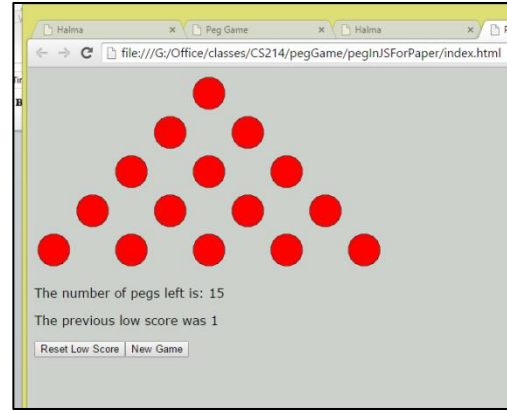 Halma
Peg Game
Halma
file:///G:/Office/classes/CS214/pegGame/pegInJSForPaper/index.html
The number of pegs left is: 15
The previous low score was 1
Reset Low Score
New Game